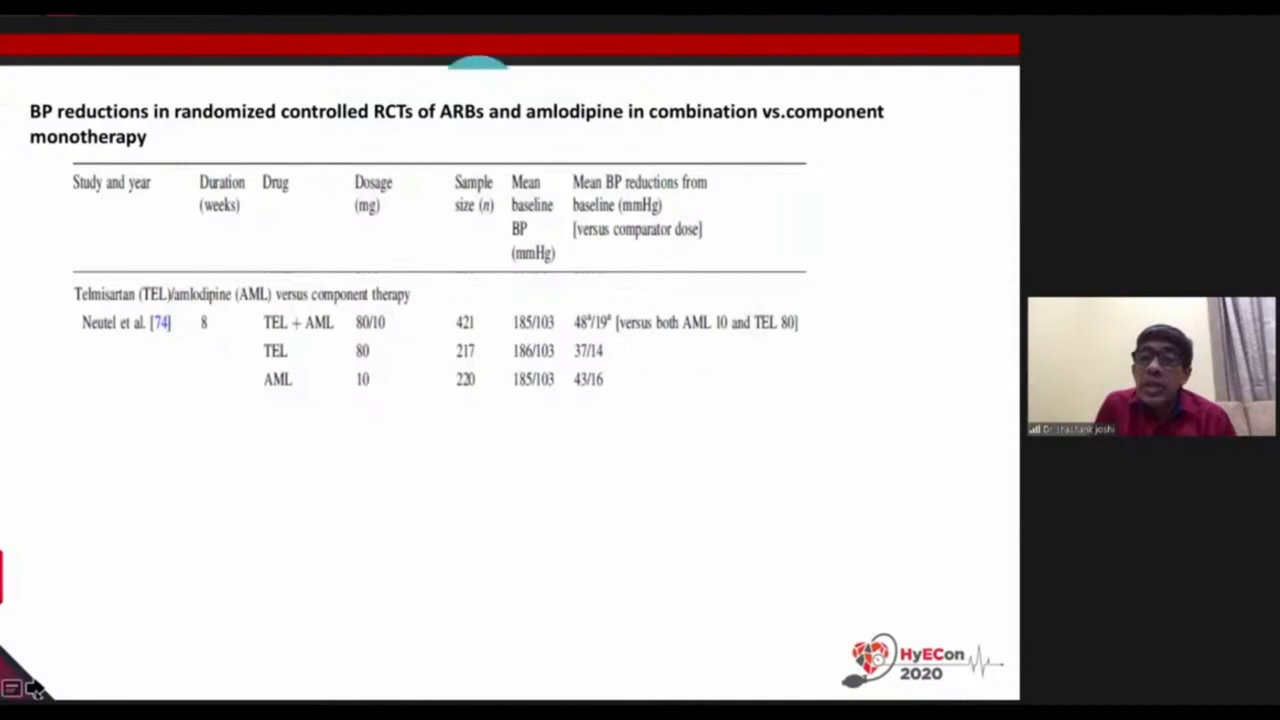 BP reductions in randomized controlled RCTs of ARBs and amlodipine in combination vs.component
monotherapy
Study and year Duration Drug Dosage Sample Mean Mean BP reductions from
(weeks) (mg) size (n) baseline baseline (mmHg)
BP [versus comparator dose]
(mmHg)
Telmisartan (TEL)/amlodipine (AML) versus component therapy
Neutel et al. [74] 8 TEL + AML 80/10 421 185/103 48ª/19ª [versus both AML 10 and TEL 80]
TEL 80 217 186/103 37/14
AML 10 220 185/103 43/16
Dr shashank joshi
HyECon
2020